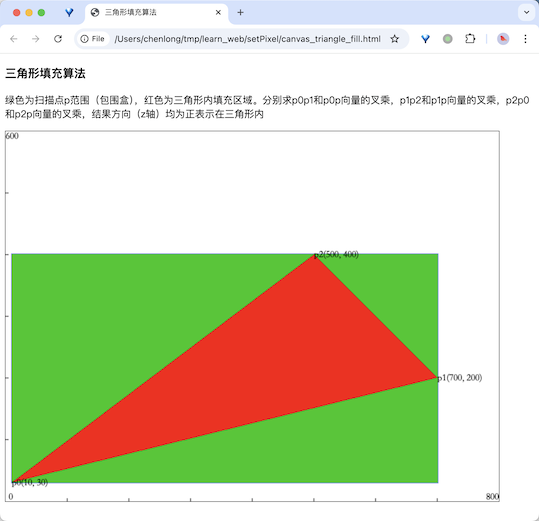 三角形填充算法
File
/Users/chenlong/tmp/learn_web/setPixel/canvas_triangle_fill.html
三角形填充算法
绿色为扫描点p范围（包围盒），红色为三角形内填充区域。分别求p0p1和p0p向量的叉乘，p1p2和p1p向量的叉乘，p2p0
和p2p向量的叉乘，结果方向（z轴）均为正表示在三角形内
600
p2(500, 400)
p1(700, 200)
p0(10, 30)
0
800